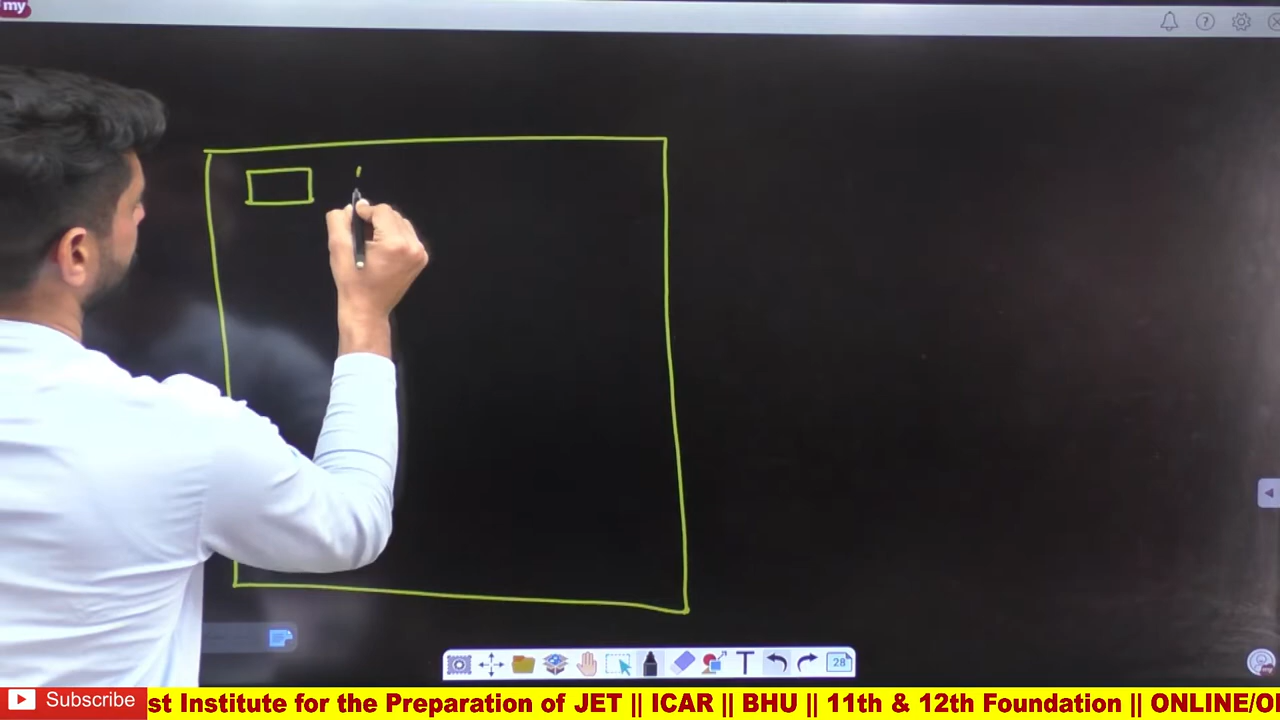 my
28
Subscribe
st Institute for the Preparation of JET || ICAR || BHU || 11th & 12th Foundation || ONLINE/O